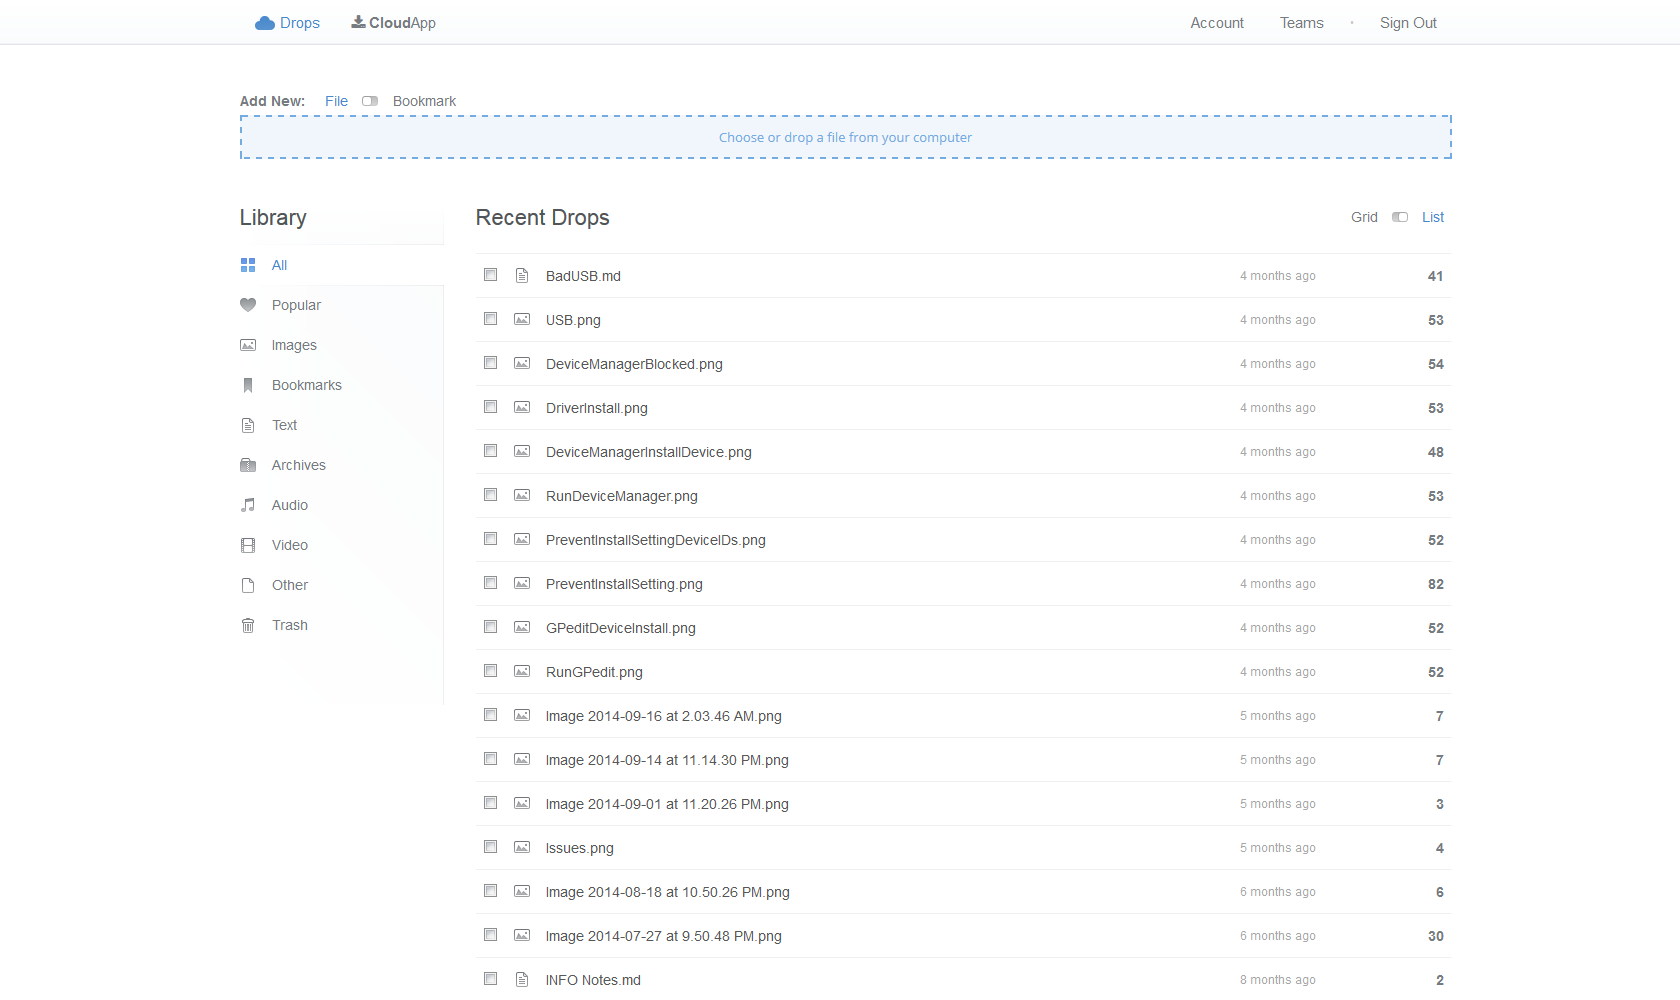 Drops CloudApp Account Teams • Sign Out
Add New: File Bookmark
Choose or drop a file from your computer
Library
All
Popular
Images
Bookmarks
Text
Archives
Audio
Video
Other
Trash
Recent Drops Grid List
BadUSB.md 4 months ago 41
USB.png 4 months ago 53
DeviceManagerBlocked.png 4 months ago 54
DriverInstall.png 4 months ago 53
DeviceManagerInstallDevice.png 4 months ago 48
RunDeviceManager.png 4 months ago 53
PreventInstallSettingDeviceIDs.png 4 months ago 52
PreventInstallSetting.png 4 months ago 82
GPeditDeviceInstall.png 4 months ago 52
RunGPedit.png 4 months ago 52
Image 2014-09-16 at 2.03.46 AM.png 5 months ago 7
Image 2014-09-14 at 11.14.30 PM.png 5 months ago 7
Image 2014-09-01 at 11.20.26 PM.png 5 months ago 3
Issues.png 5 months ago 4
Image 2014-08-18 at 10.50.26 PM.png 6 months ago 6
Image 2014-07-27 at 9.50.48 PM.png 6 months ago 30
INFO Notes.md 8 months ago 2